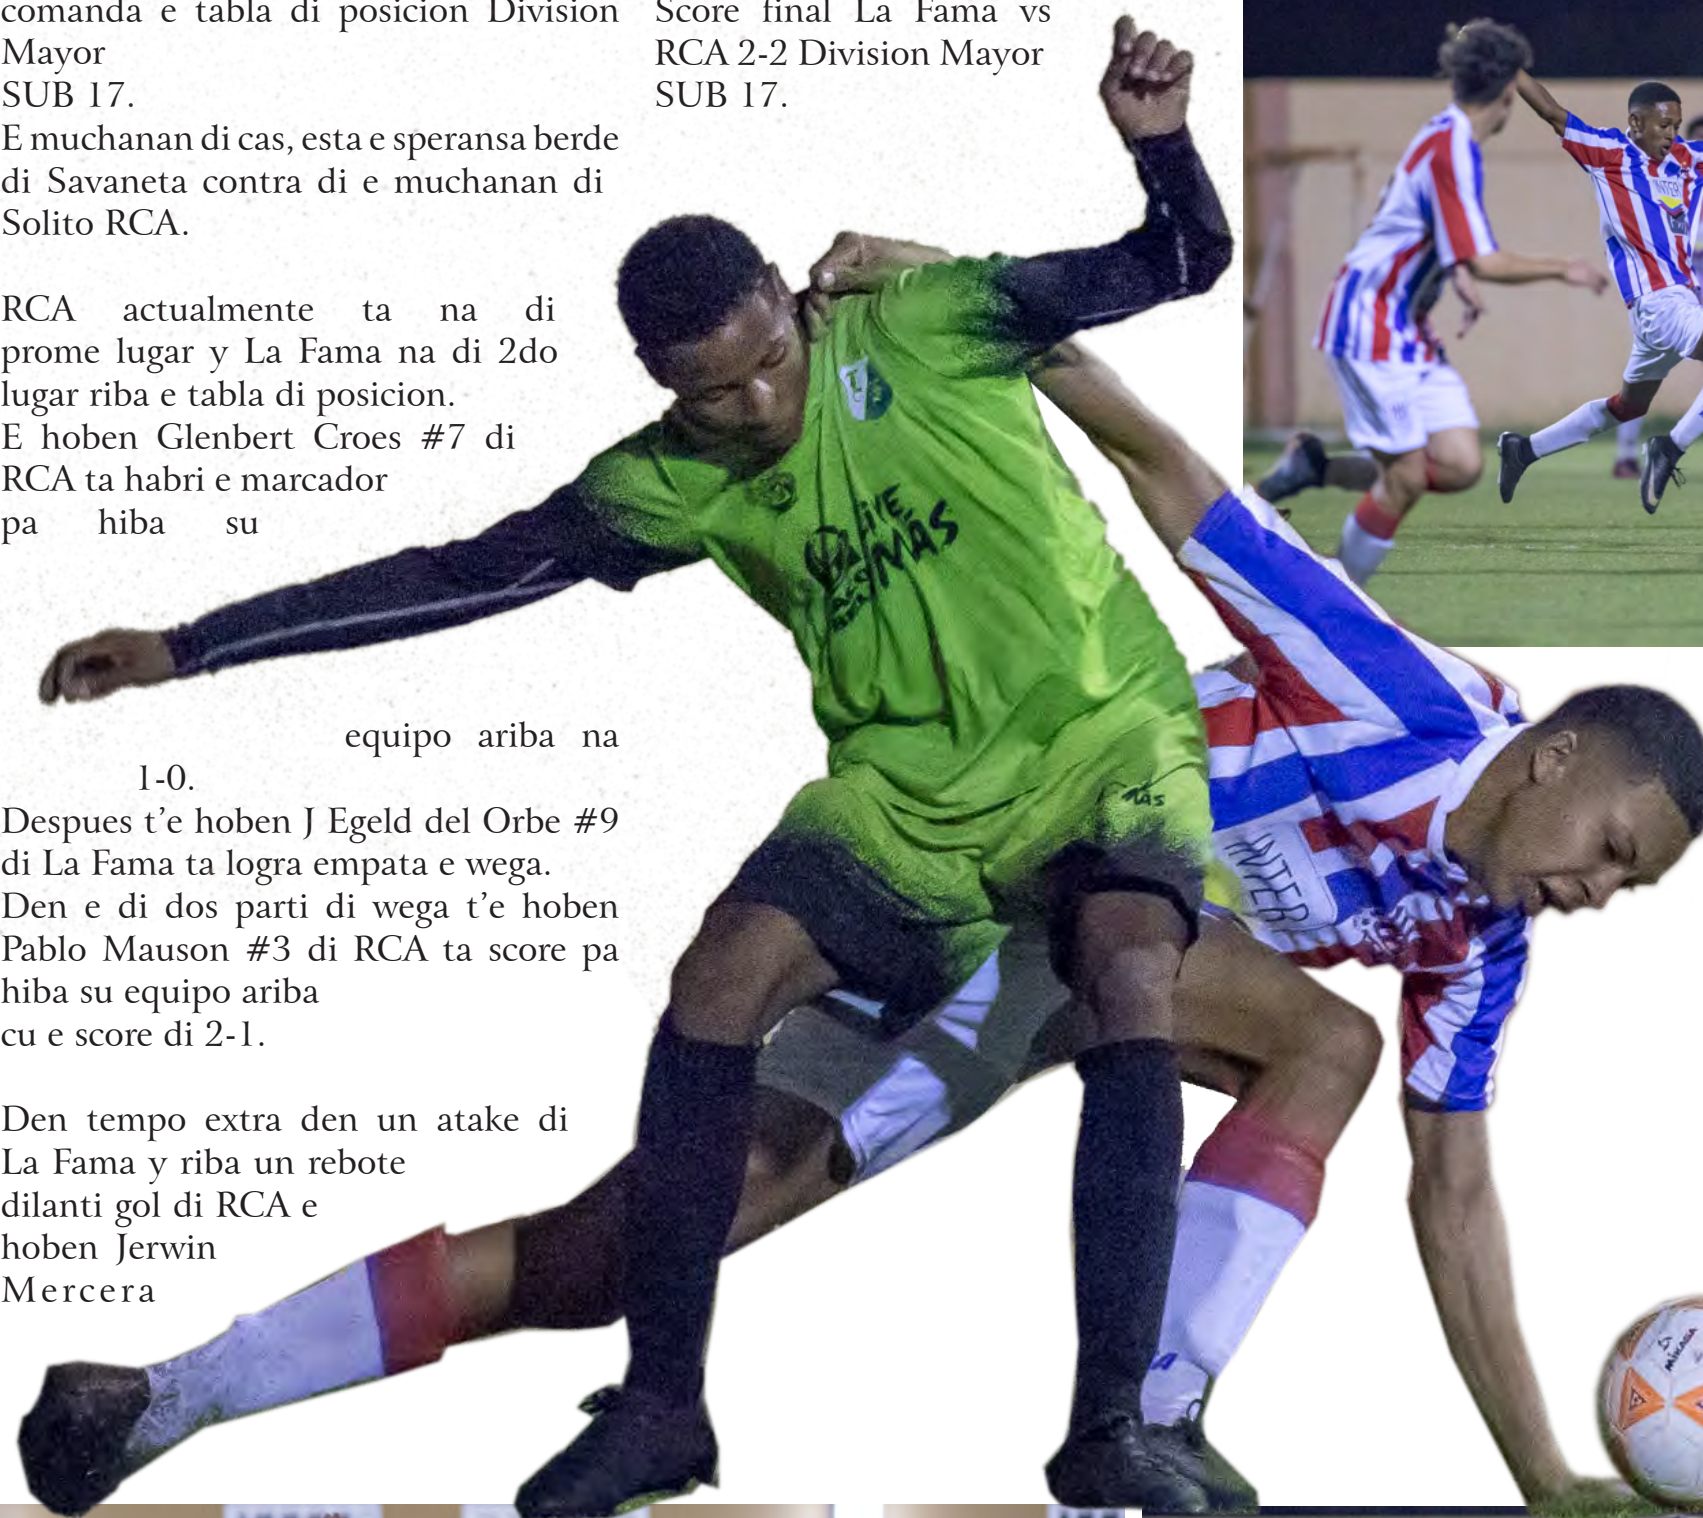 comanda e tabla di posicion Division
Mayor
SUB 17.
E muchanan di cas, esta e speransa berde
di Savaneta contra di e muchanan di
Solito RCA.
RCA actualmente ta na di
prome lugar y La Fama na di 2do
lugar riba e tabla di posicion.
E hoben Glenbert Croes #7 di
RCA ta habri e marcador
pa hiba su
equipo ariba na
1-0.
Despues t'e hoben J Egeld del Orbe #9
di La Fama ta logra empata e wega.
Den e di dos parti di wega t'e hoben
Pablo Mauson #3 di RCA ta score pa
hiba su equipo ariba
cu e score di 2-1.
Den tempo extra den un atake di
La Fama y riba un rebote
dilanti gol di RCA e
hoben Jerwin
Mercera
Score final La Fama vs
RCA 2-2 Division Mayor
SUB 17.
LIVE
MAS
MAS
INTER
INTER
MIKASA